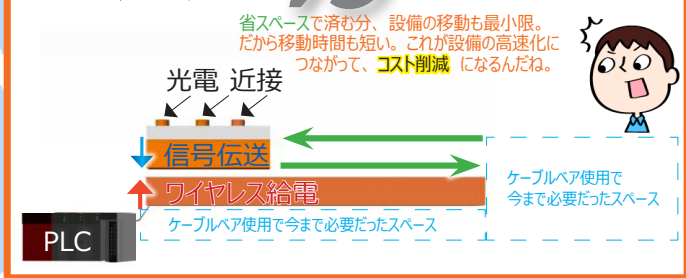 省スペースで済む分、設備の移動も最小限。
だから移動時間も短い。これが設備の高速化に
つながって、コスト削減 になるんだね。
光電 近接
信号伝送
ワイヤレス給電
ケーブルベア使用で
今まで必要だったスペース
ケーブルベア使用で今まで必要だったスペース
PLC